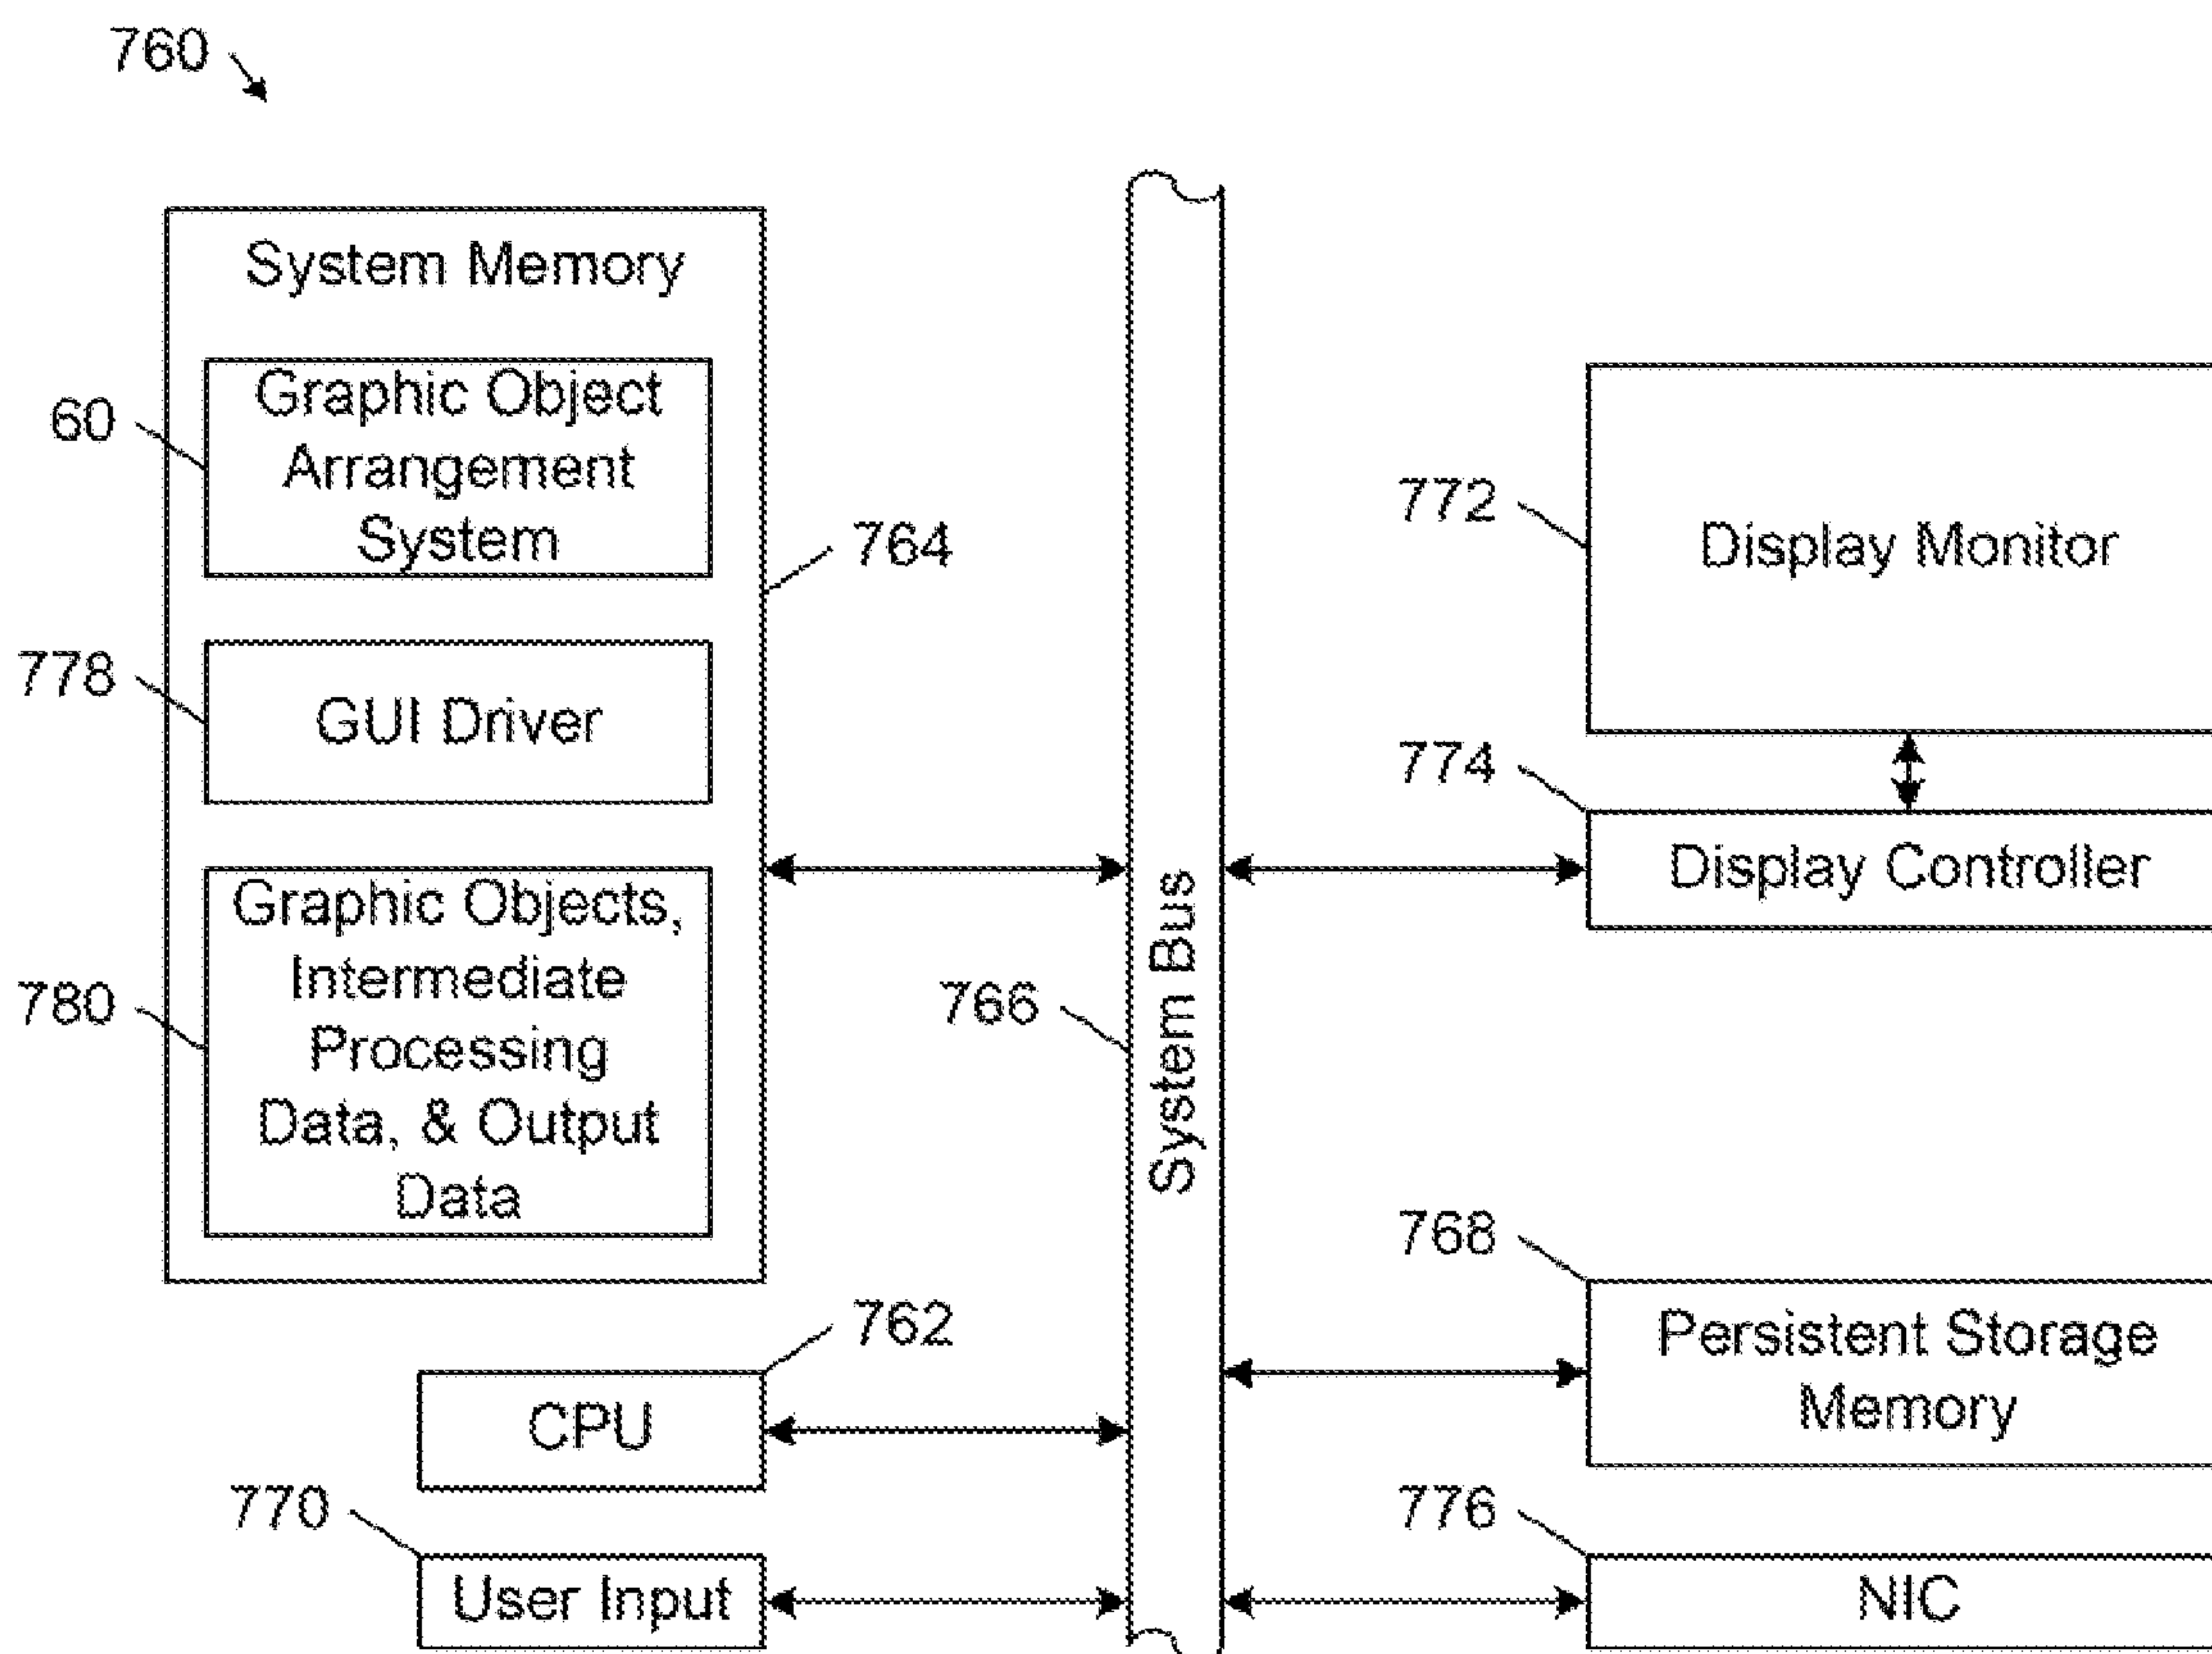 760
System Memory
Graphic Object
Arrangement
System
60
764
GUI Driver
778
Graphic Objects,
Intermediate
Processing
Data, & Output
Data
780
762
CPU
770
User Input
766
System Bus
772
Display Monitor
774
Display Controller
768
Persistent Storage
Memory
776
NIC